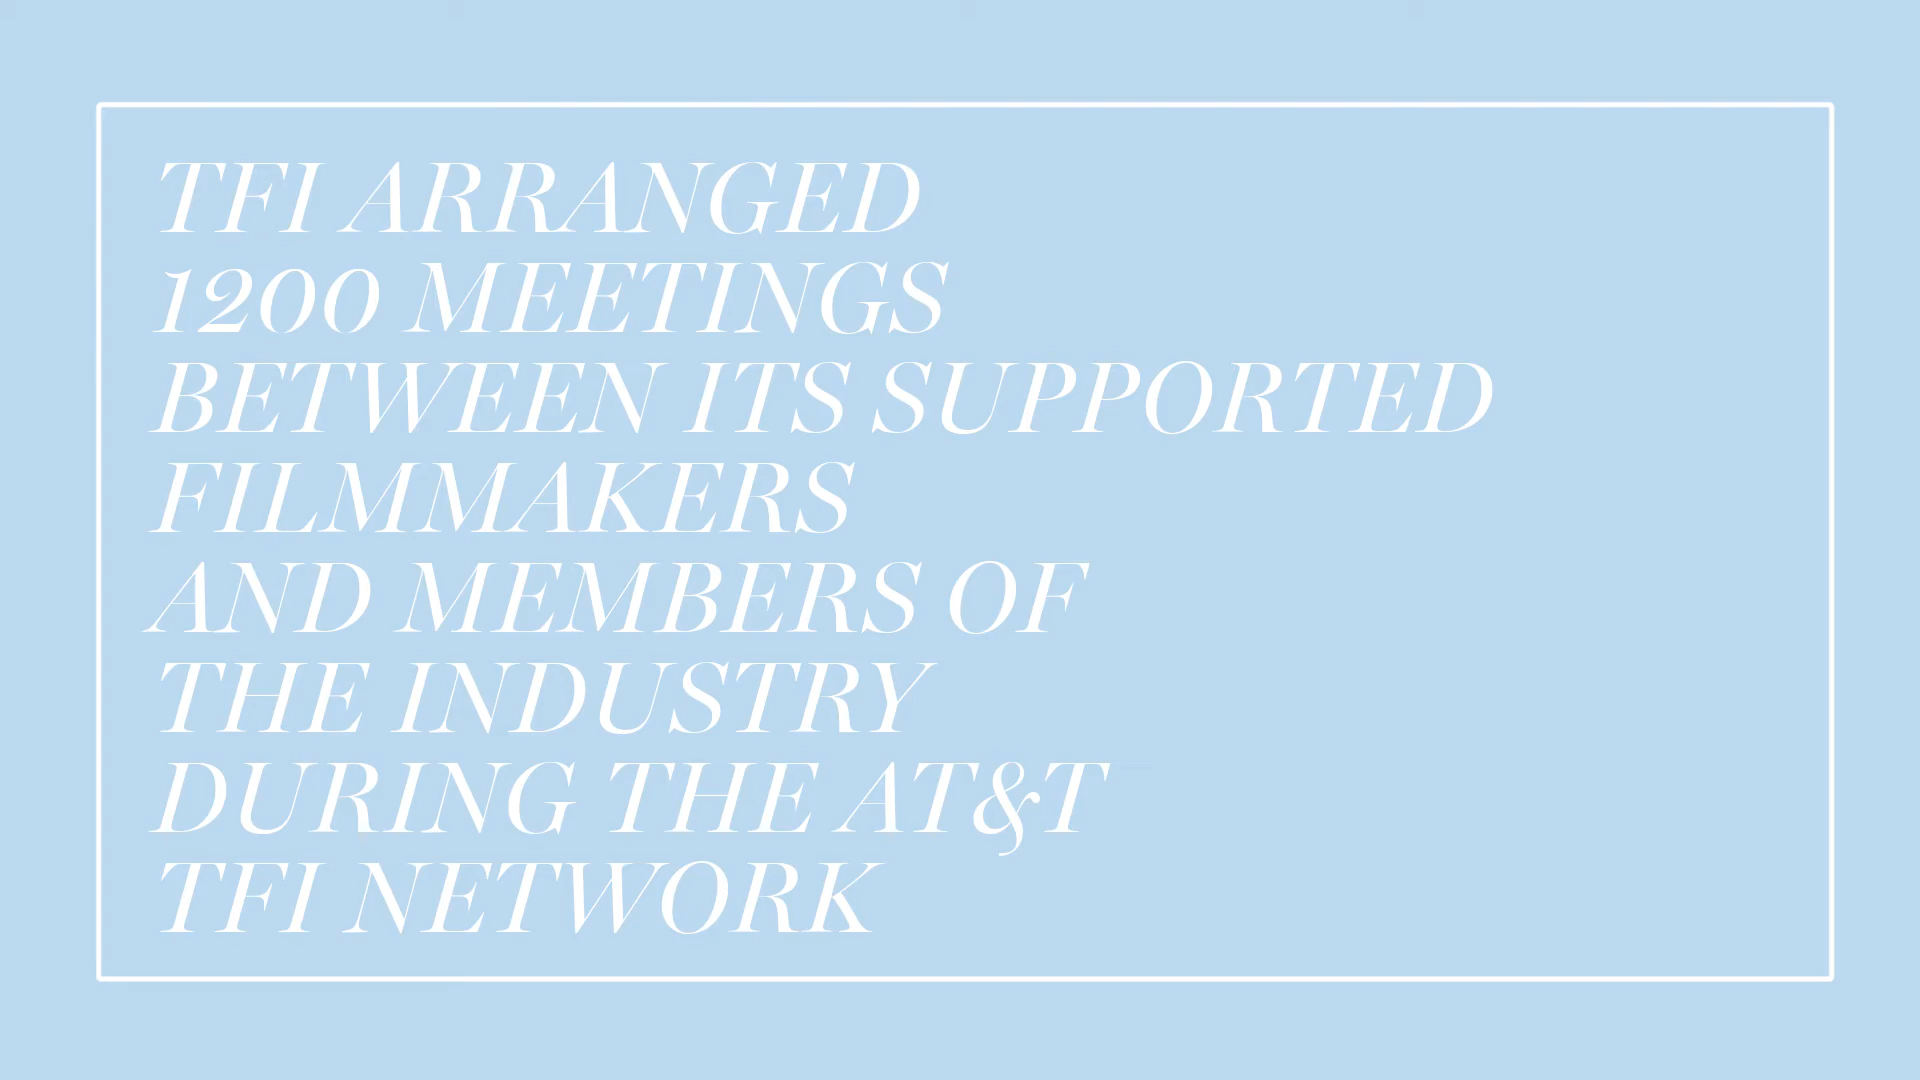 TFI ARRANGED
1200 MEETINGS
BETWEEN ITS SUPPORTED
FILMMAKERS
AND MEMBERS OF
THE INDUSTRY
DURING THE AT&T
TFI NETWORK